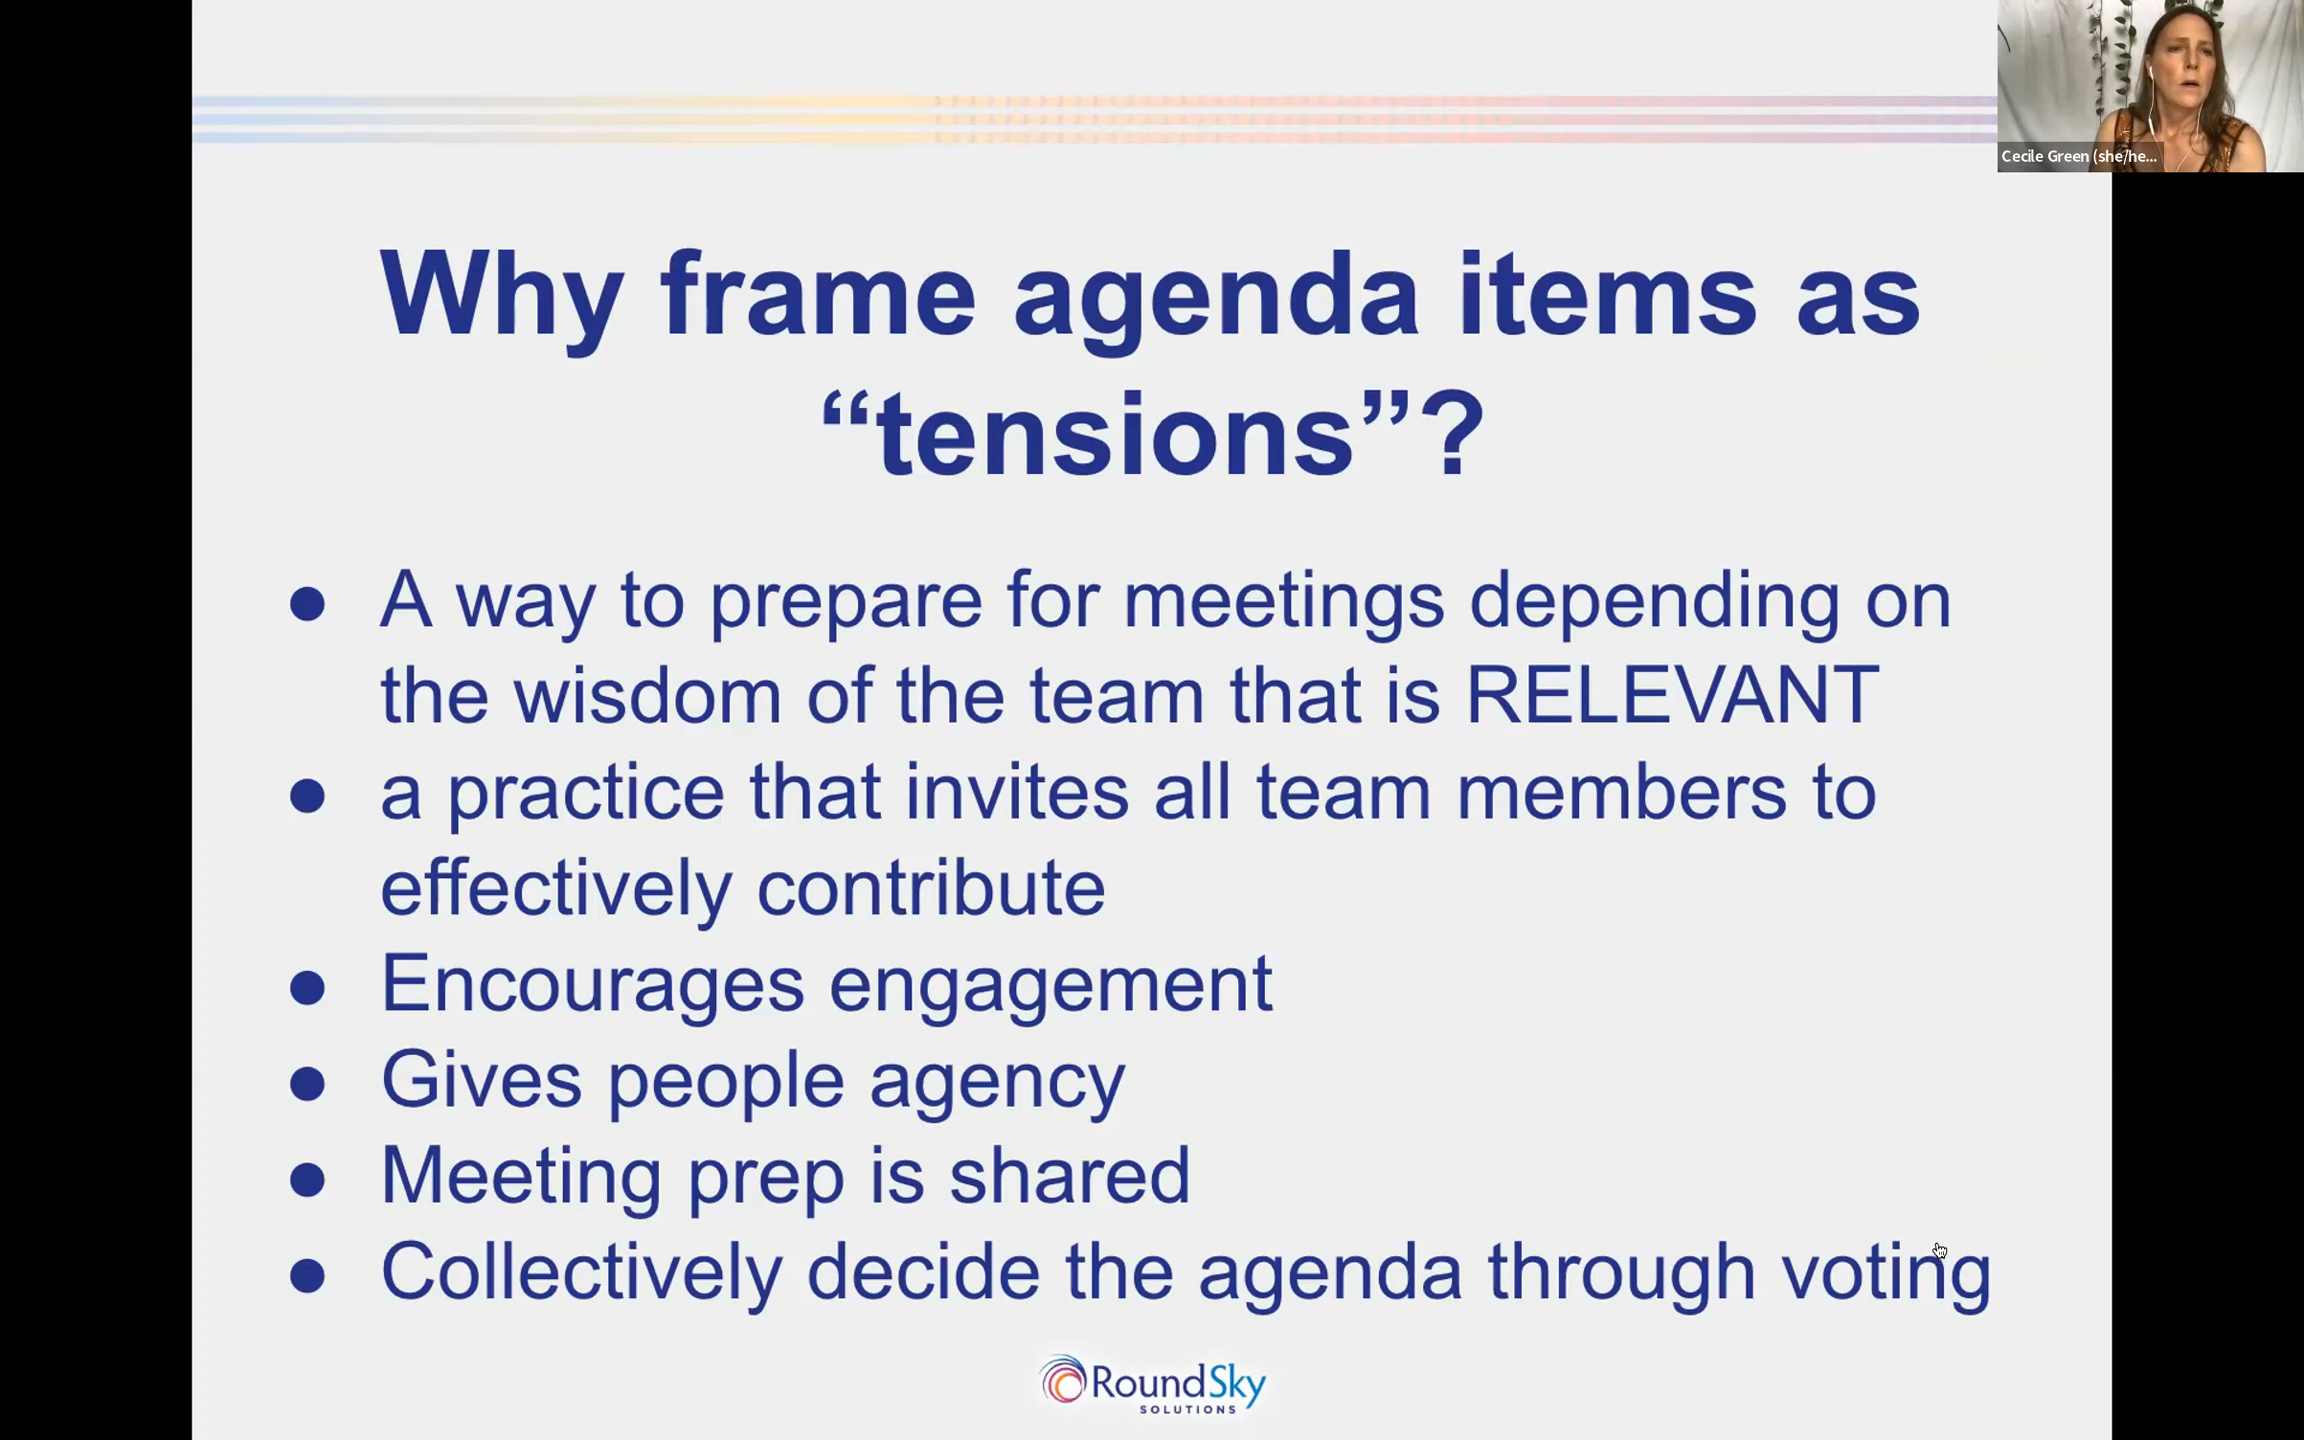 Cecile Green (she/he...
Why frame agenda items as
“tensions”?
● A way to prepare for meetings depending on
the wisdom of the team that is RELEVANT
● a practice that invites all team members to
effectively contribute
● Encourages engagement
● Gives people agency
● Meeting prep is shared
● Collectively decide the agenda through voting
RoundSky
SOLUTIONS